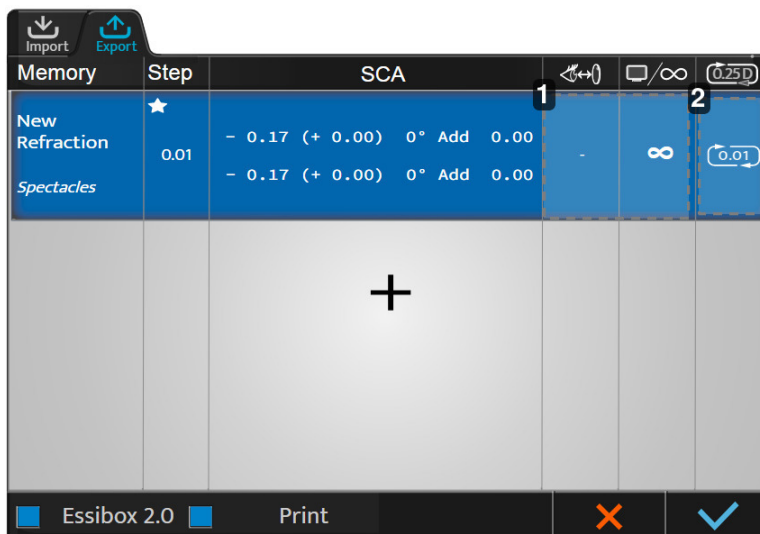 Import Export
Memory Step SCA /∞ 0.25D
1 2
New
Refraction
Spectacles
0.01
- 0.17 (+ 0.00) 0° Add 0.00
- 0.17 (+ 0.00) 0° Add 0.00
-
∞
0.01
+
Essibox 2.0 Print